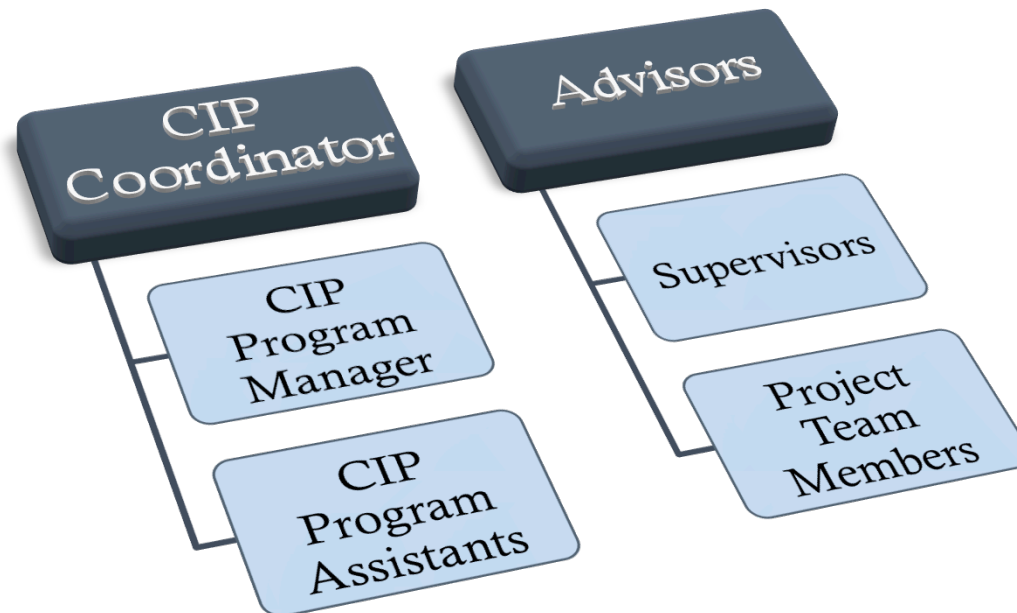 CIP
Coordinator
CIP
Program
Manager
CIP
Program
Assistants
Advisors
Supervisors
Project
Team
Members